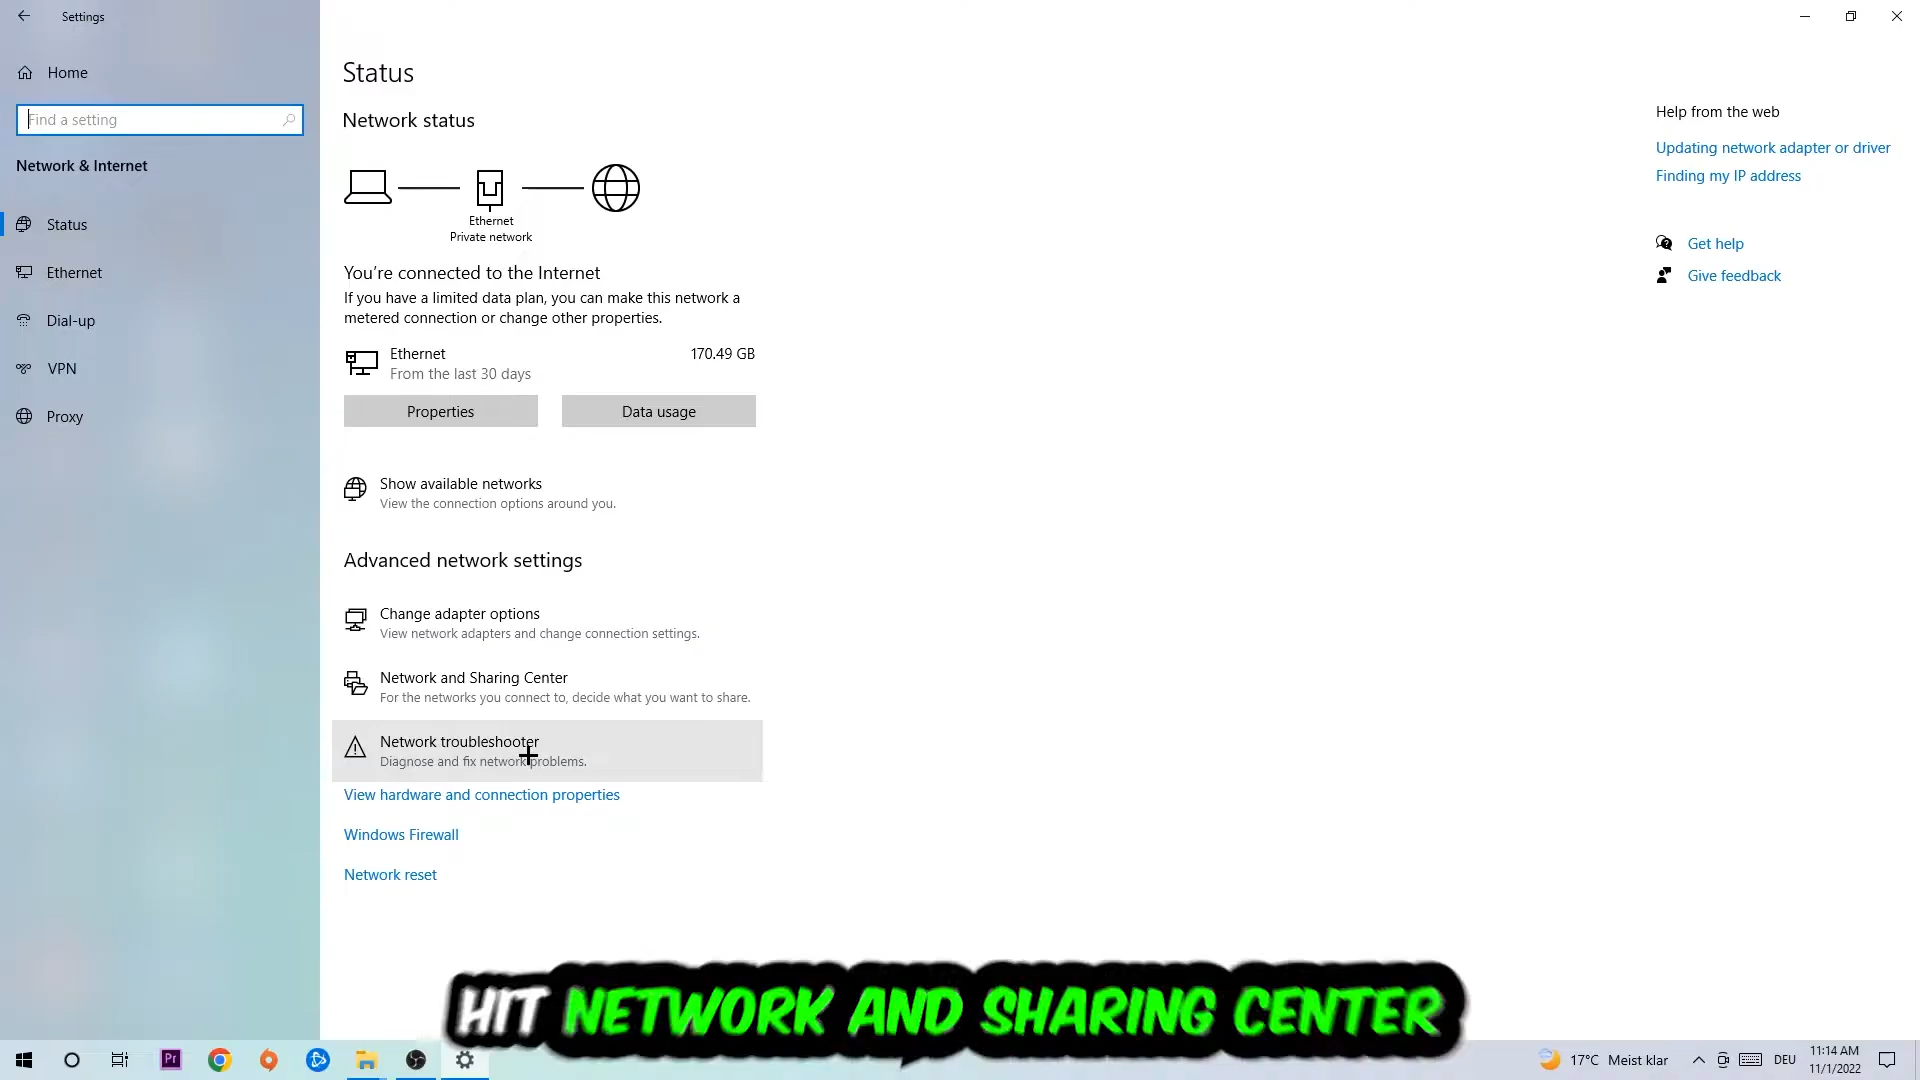 Settings
Home
Find a setting
Network & Internet
Status
Ethernet
Dial-up
VPN
Proxy
Status
Network status
Ethernet
Private network
You're connected to the Internet
If you have a limited data plan, you can make this network a
metered connection or change other properties.
Ethernet
170.49 GB
From the last 30 days
Properties
Data usage
Show available networks
View the connection options around you.
Advanced network settings
Change adapter options
View network adapters and change connection settings.
Network and Sharing Center
For the networks you connect to, decide what you want to share.
Network troubleshooter
Diagnose and fix network problems.
View hardware and connection properties
Windows Firewall
Network reset
Help from the web
Updating network adapter or driver
Finding my IP address
Get help
Give feedback
HIT NETWORK AND SHARING CENTER
Pr
17°C Meist klar
DEU
11:14 AM
11/1/2022